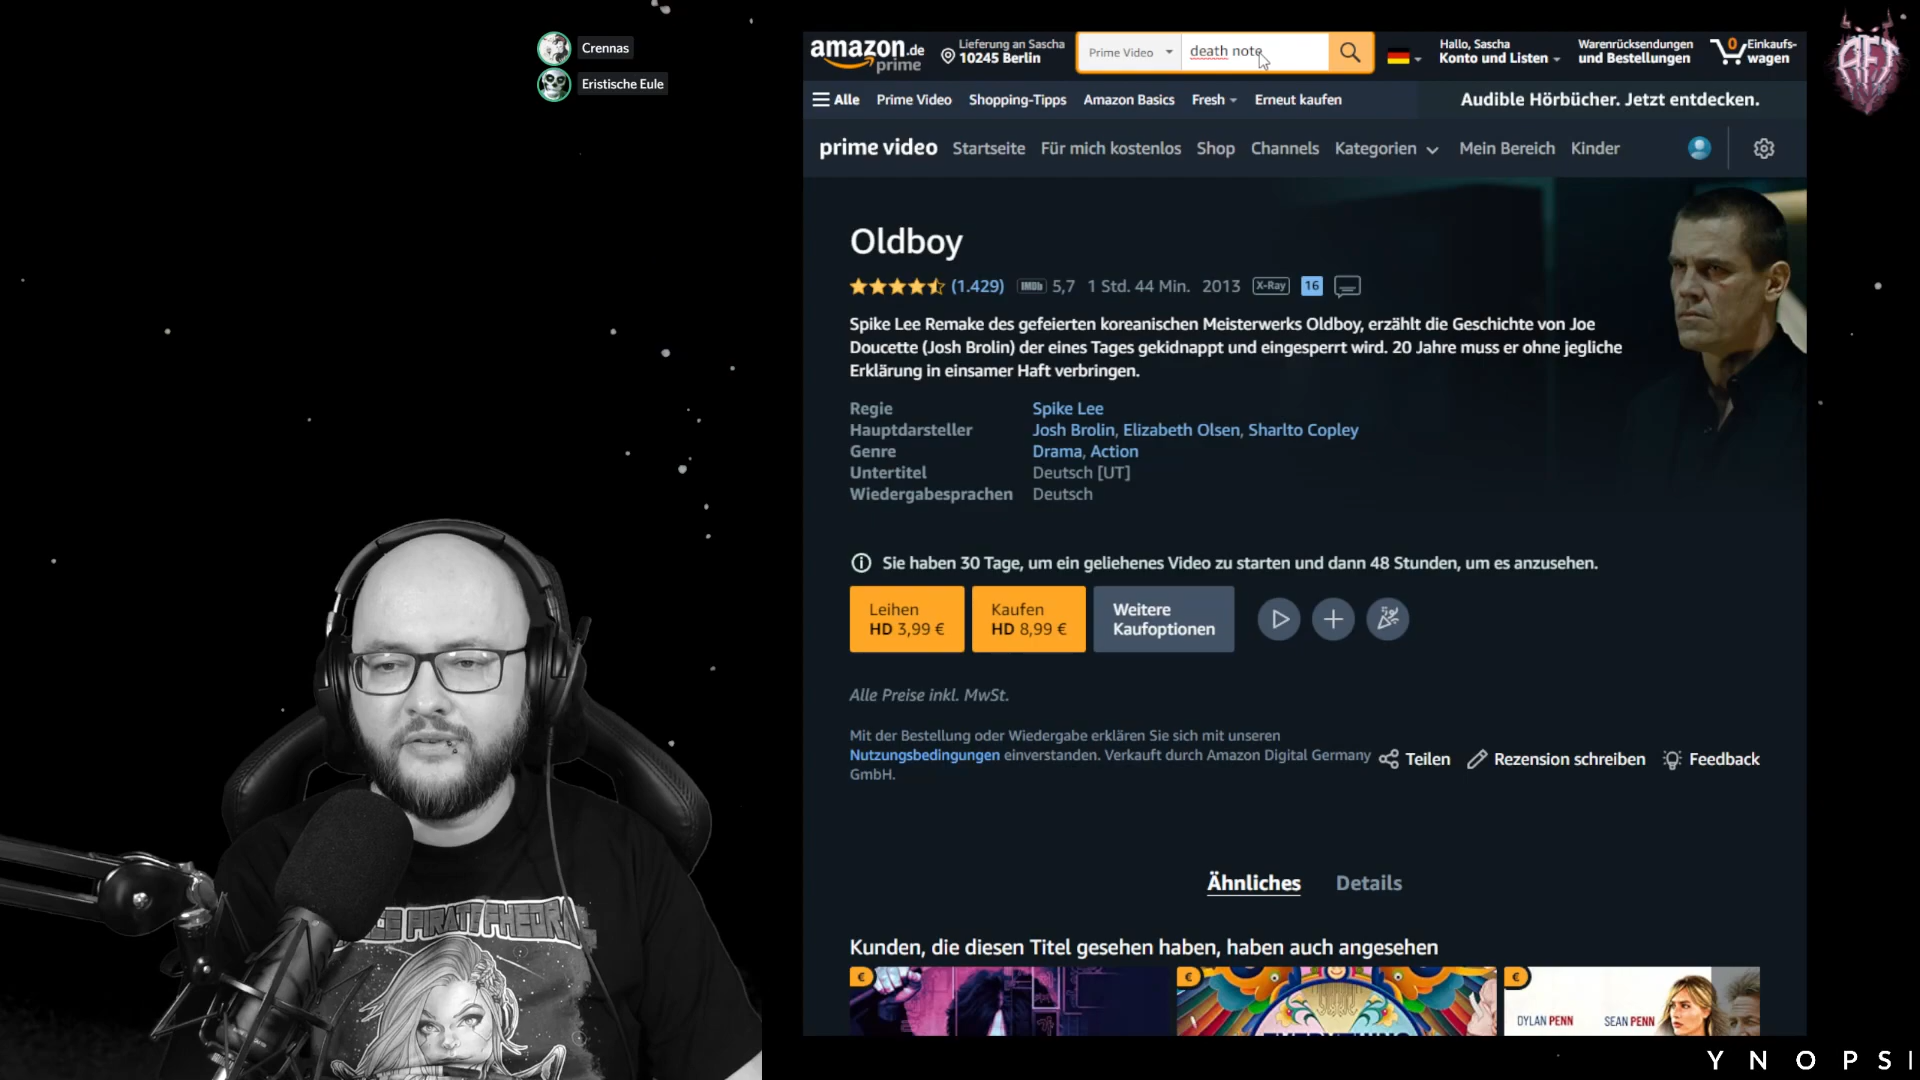 Crennas
Eristische Eule
amazon.de
prime
Lieferung an Sascha
10245 Berlin
Prime Video
death note
Hallo, Sascha
Konto und Listen
Warenrücksendungen
und Bestellungen
0
Einkaufs-
wagen
Alle
Prime Video
Shopping-Tipps
Amazon Basics
Fresh
Erneut kaufen
Audible Hörbücher. Jetzt entdecken.
prime video
Startseite
Für mich kostenlos
Shop
Channels
Kategorien
Mein Bereich
Kinder
Oldboy
(1.429) IMDb 5,7 1 Std. 44 Min. 2013 X-Ray 16
Spike Lee Remake des gefeierten koreanischen Meisterwerks Oldboy, erzählt die Geschichte von Joe
Doucette (Josh Brolin) der eines Tages gekidnappt und eingesperrt wird. 20 Jahre muss er ohne jegliche
Erklärung in einsamer Haft verbringen.
Regie Spike Lee
Hauptdarsteller Josh Brolin, Elizabeth Olsen, Sharlto Copley
Genre Drama, Action
Untertitel Deutsch [UT]
Wiedergabesprachen Deutsch
Sie haben 30 Tage, um ein geliehenes Video zu starten und dann 48 Stunden, um es anzusehen.
Leihen
HD 3,99 €
Kaufen
HD 8,99 €
Weitere
Kaufoptionen
Alle Preise inkl. MwSt.
Mit der Bestellung oder Wiedergabe erklären Sie sich mit unseren
Nutzungsbedingungen einverstanden. Verkauft durch Amazon Digital Germany
GmbH.
Teilen
Rezension schreiben
Feedback
Ähnliches
Details
Kunden, die diesen Titel gesehen haben, haben auch angesehen
€
€
€
DYLAN PENN
SEAN PENN
YNOPSI